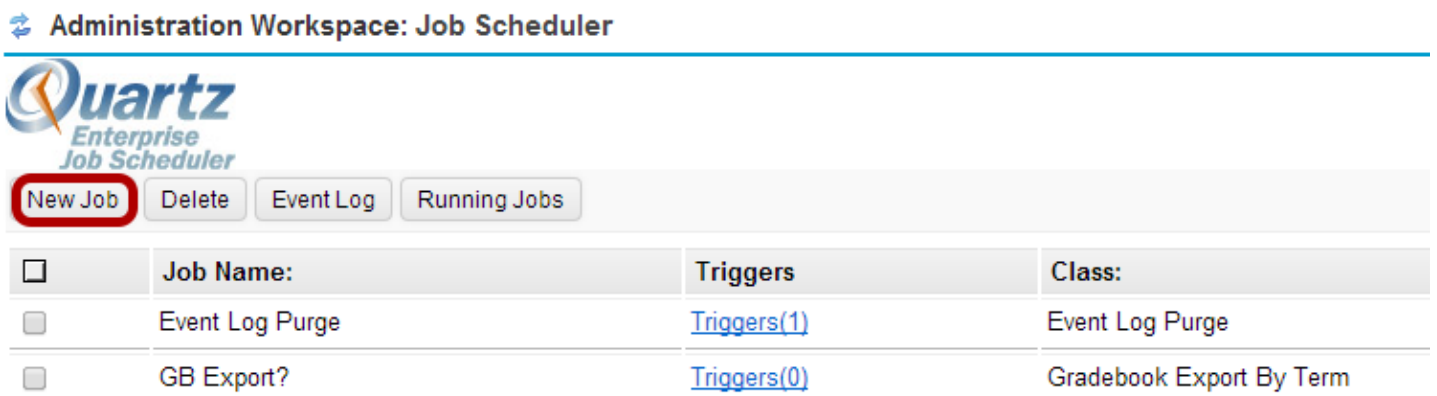 Administration Workspace: Job Scheduler
Quartz
Enterprise
Job Scheduler
New Job Delete Event Log Running Jobs
Job Name: Triggers Class:
Event Log Purge Triggers(1) Event Log Purge
GB Export? Triggers(0) Gradebook Export By Term